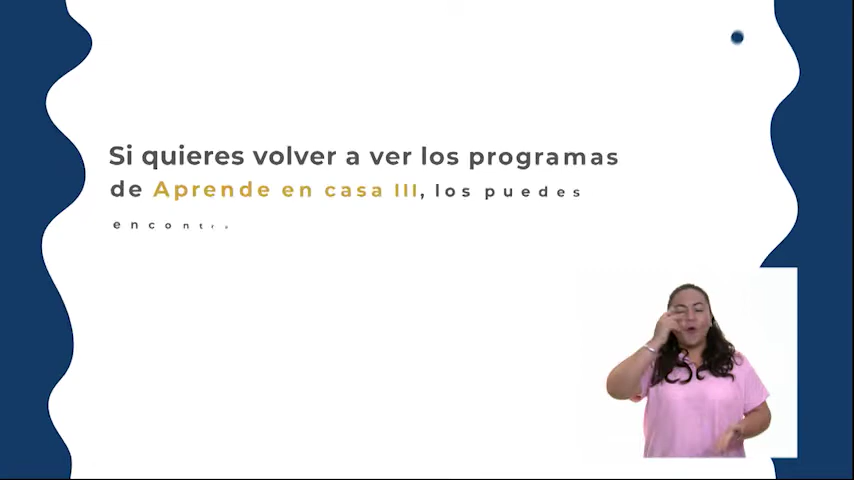 Si quieres volver a ver los programas
de Aprende en casa III, los puedes